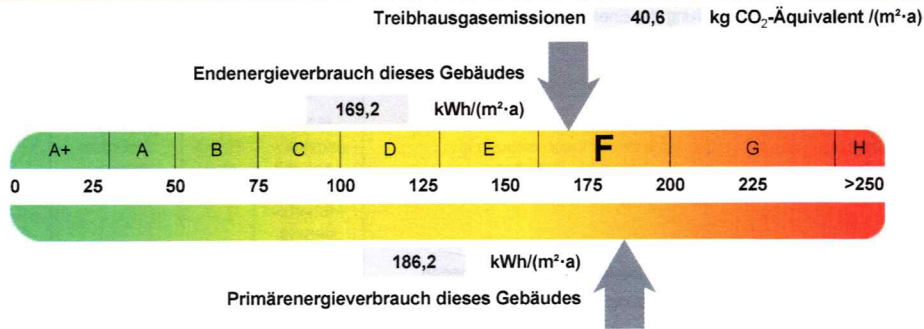 Treibhausgasemissionen 40,6 kg CO₂-Äquivalent /(m²·a)
Endenergieverbrauch dieses Gebäudes
169,2 kWh/(m²·a)
A+ A B C D E F G H
0 25 50 75 100 125 150 175 200 225 >250
186,2 kWh/(m²·a)
Primärenergieverbrauch dieses Gebäudes